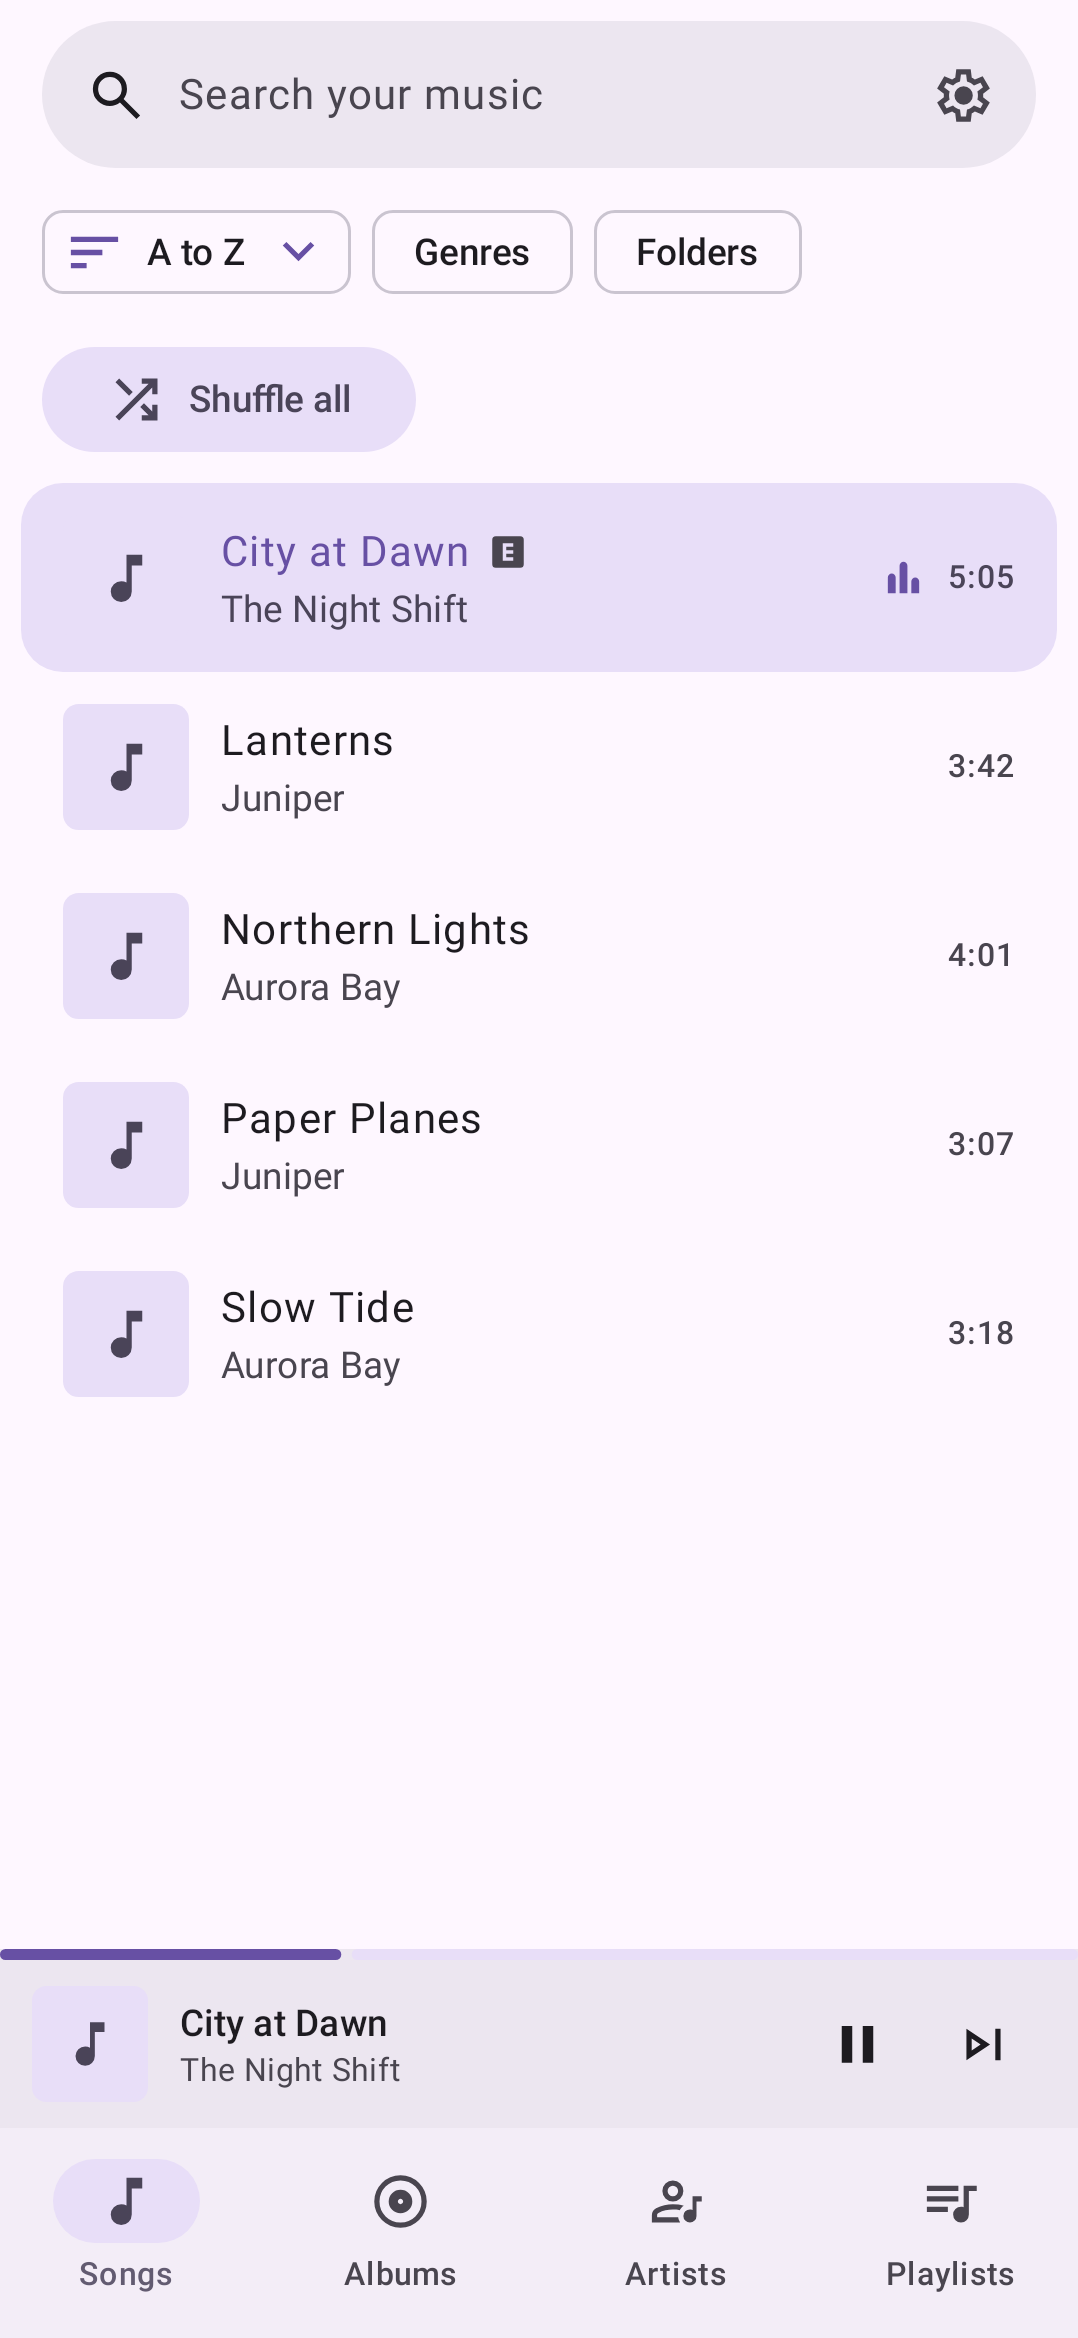 Search your music
A to Z
Genres
Folders
Shuffle all
City at Dawn E
The Night Shift
5:05
Lanterns
Juniper
3:42
Northern Lights
Aurora Bay
4:01
Paper Planes
Juniper
3:07
Slow Tide
Aurora Bay
3:18
City at Dawn
The Night Shift
Songs
Albums
Artists
Playlists